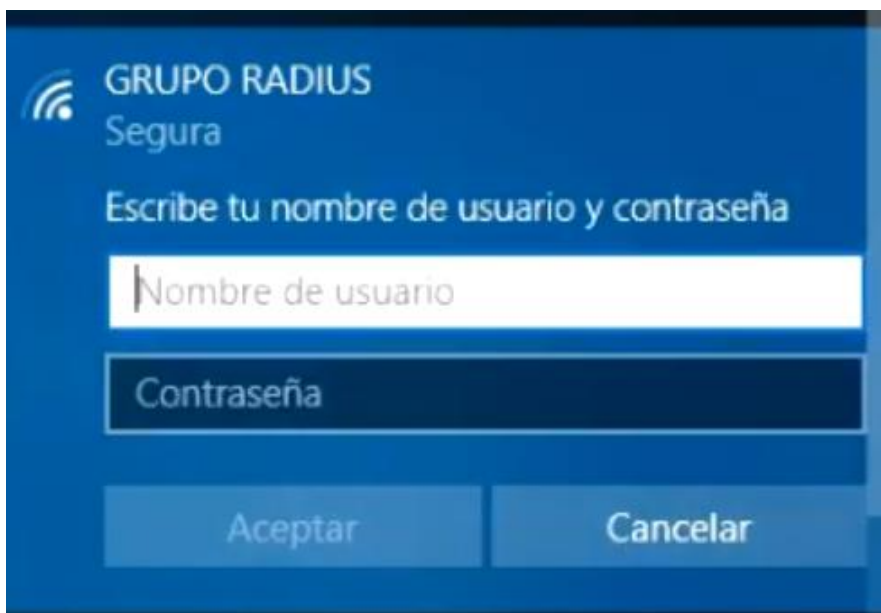 GRUPO RADIUS
Segura
Escribe tu nombre de usuario y contraseña
Nombre de usuario
Contraseña
Aceptar Cancelar